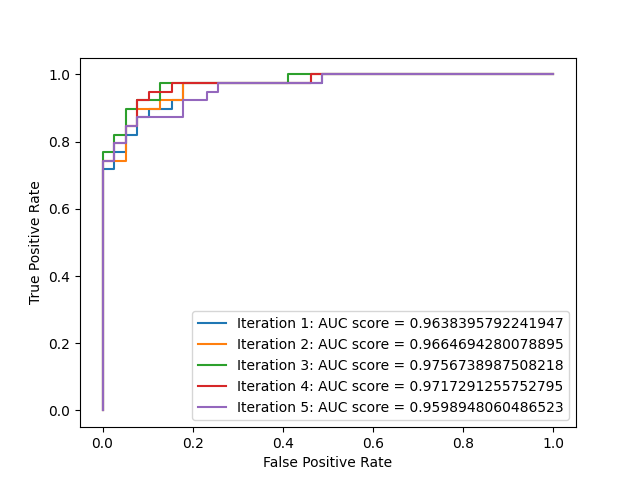 1.0
0.8
0.6
0.4
0.2
0.0
True Positive Rate
Iteration 1: AUC score = 0.9638395792241947
Iteration 2: AUC score = 0.9664694280078895
Iteration 3: AUC score = 0.9756738987508218
Iteration 4: AUC score = 0.9717291255752795
Iteration 5: AUC score = 0.9598948060486523
0.0 0.2 0.4 0.6 0.8 1.0
False Positive Rate